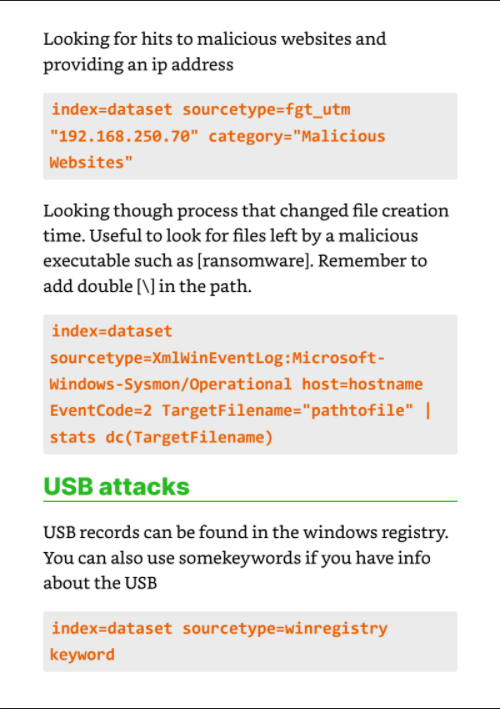 Looking for hits to malicious websites and
providing an ip address
index=dataset sourcetype=fgt_utm
"192.168.250.70" category="Malicious
Websites"
Looking though process that changed file creation
time. Useful to look for files left by a malicious
executable such as [ransomware]. Remember to
add double [\] in the path.
index=dataset
sourcetype=XmlWinEventLog:Microsoft-
Windows-Sysmon/Operational host=hostname
EventCode=2 TargetFilename="pathtofile" |
stats dc(TargetFilename)
USB attacks
USB records can be found in the windows registry.
You can also use somekeywords if you have info
about the USB
index=dataset sourcetype=winregistry
keyword